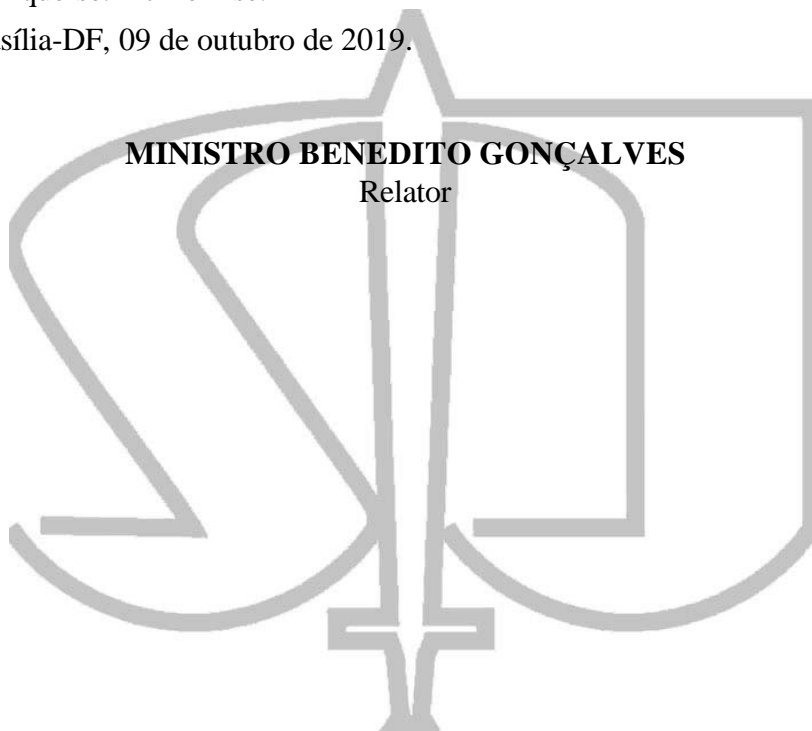 sília-DF, 09 de outubro de 2019.
MINISTRO BENEDITO GONÇALVES
Relator